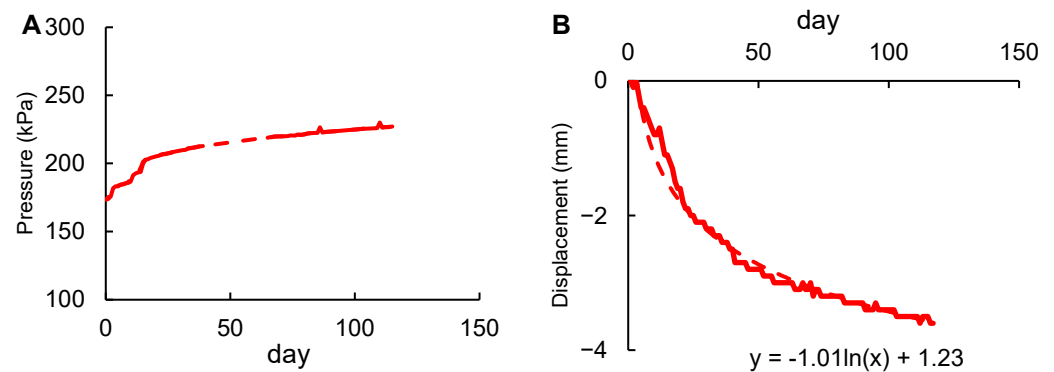 A
300
250
200
150
100
Pressure (kPa)
0 50 100 150
day
B
day
0 50 100 150
0
−2
−4
Displacement (mm)
y = -1.01ln(x) + 1.23